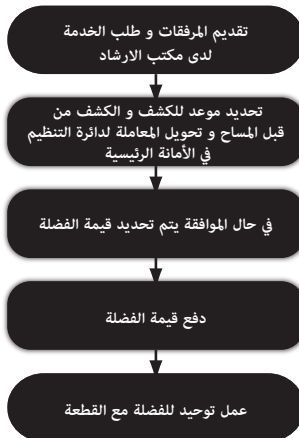 تقديم المرفقات و طلب الخدمة
لدى مكتب الارشاد
تحديد موعد للكشف و الكشف من
قبل المساح و تحويل المعاملة لدائرة التنظيم
في الأمانة الرئيسية
في حال الموافقة يتم تحديد قيمة الفضلة
دفع قيمة الفضلة
عمل توحيد للفضلة مع القطعة